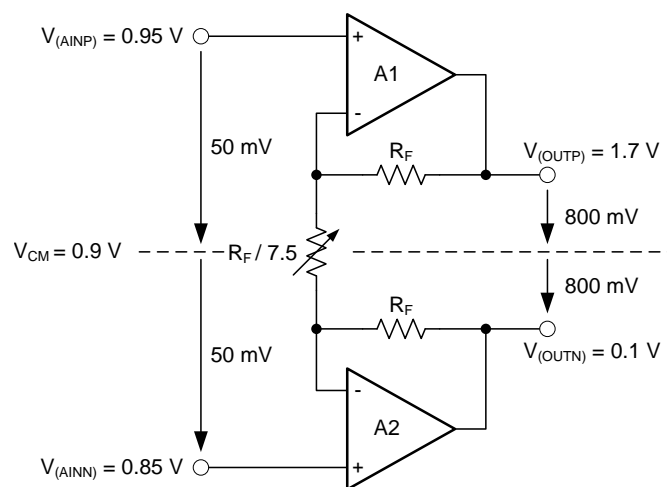 V(AINP) = 0.95 V
+
A1
-
50 mV
RF
V(OUTP) = 1.7 V
800 mV
VCM = 0.9 V
RF / 7.5
800 mV
RF
50 mV
V(OUTN) = 0.1 V
-
A2
V(AINN) = 0.85 V
+